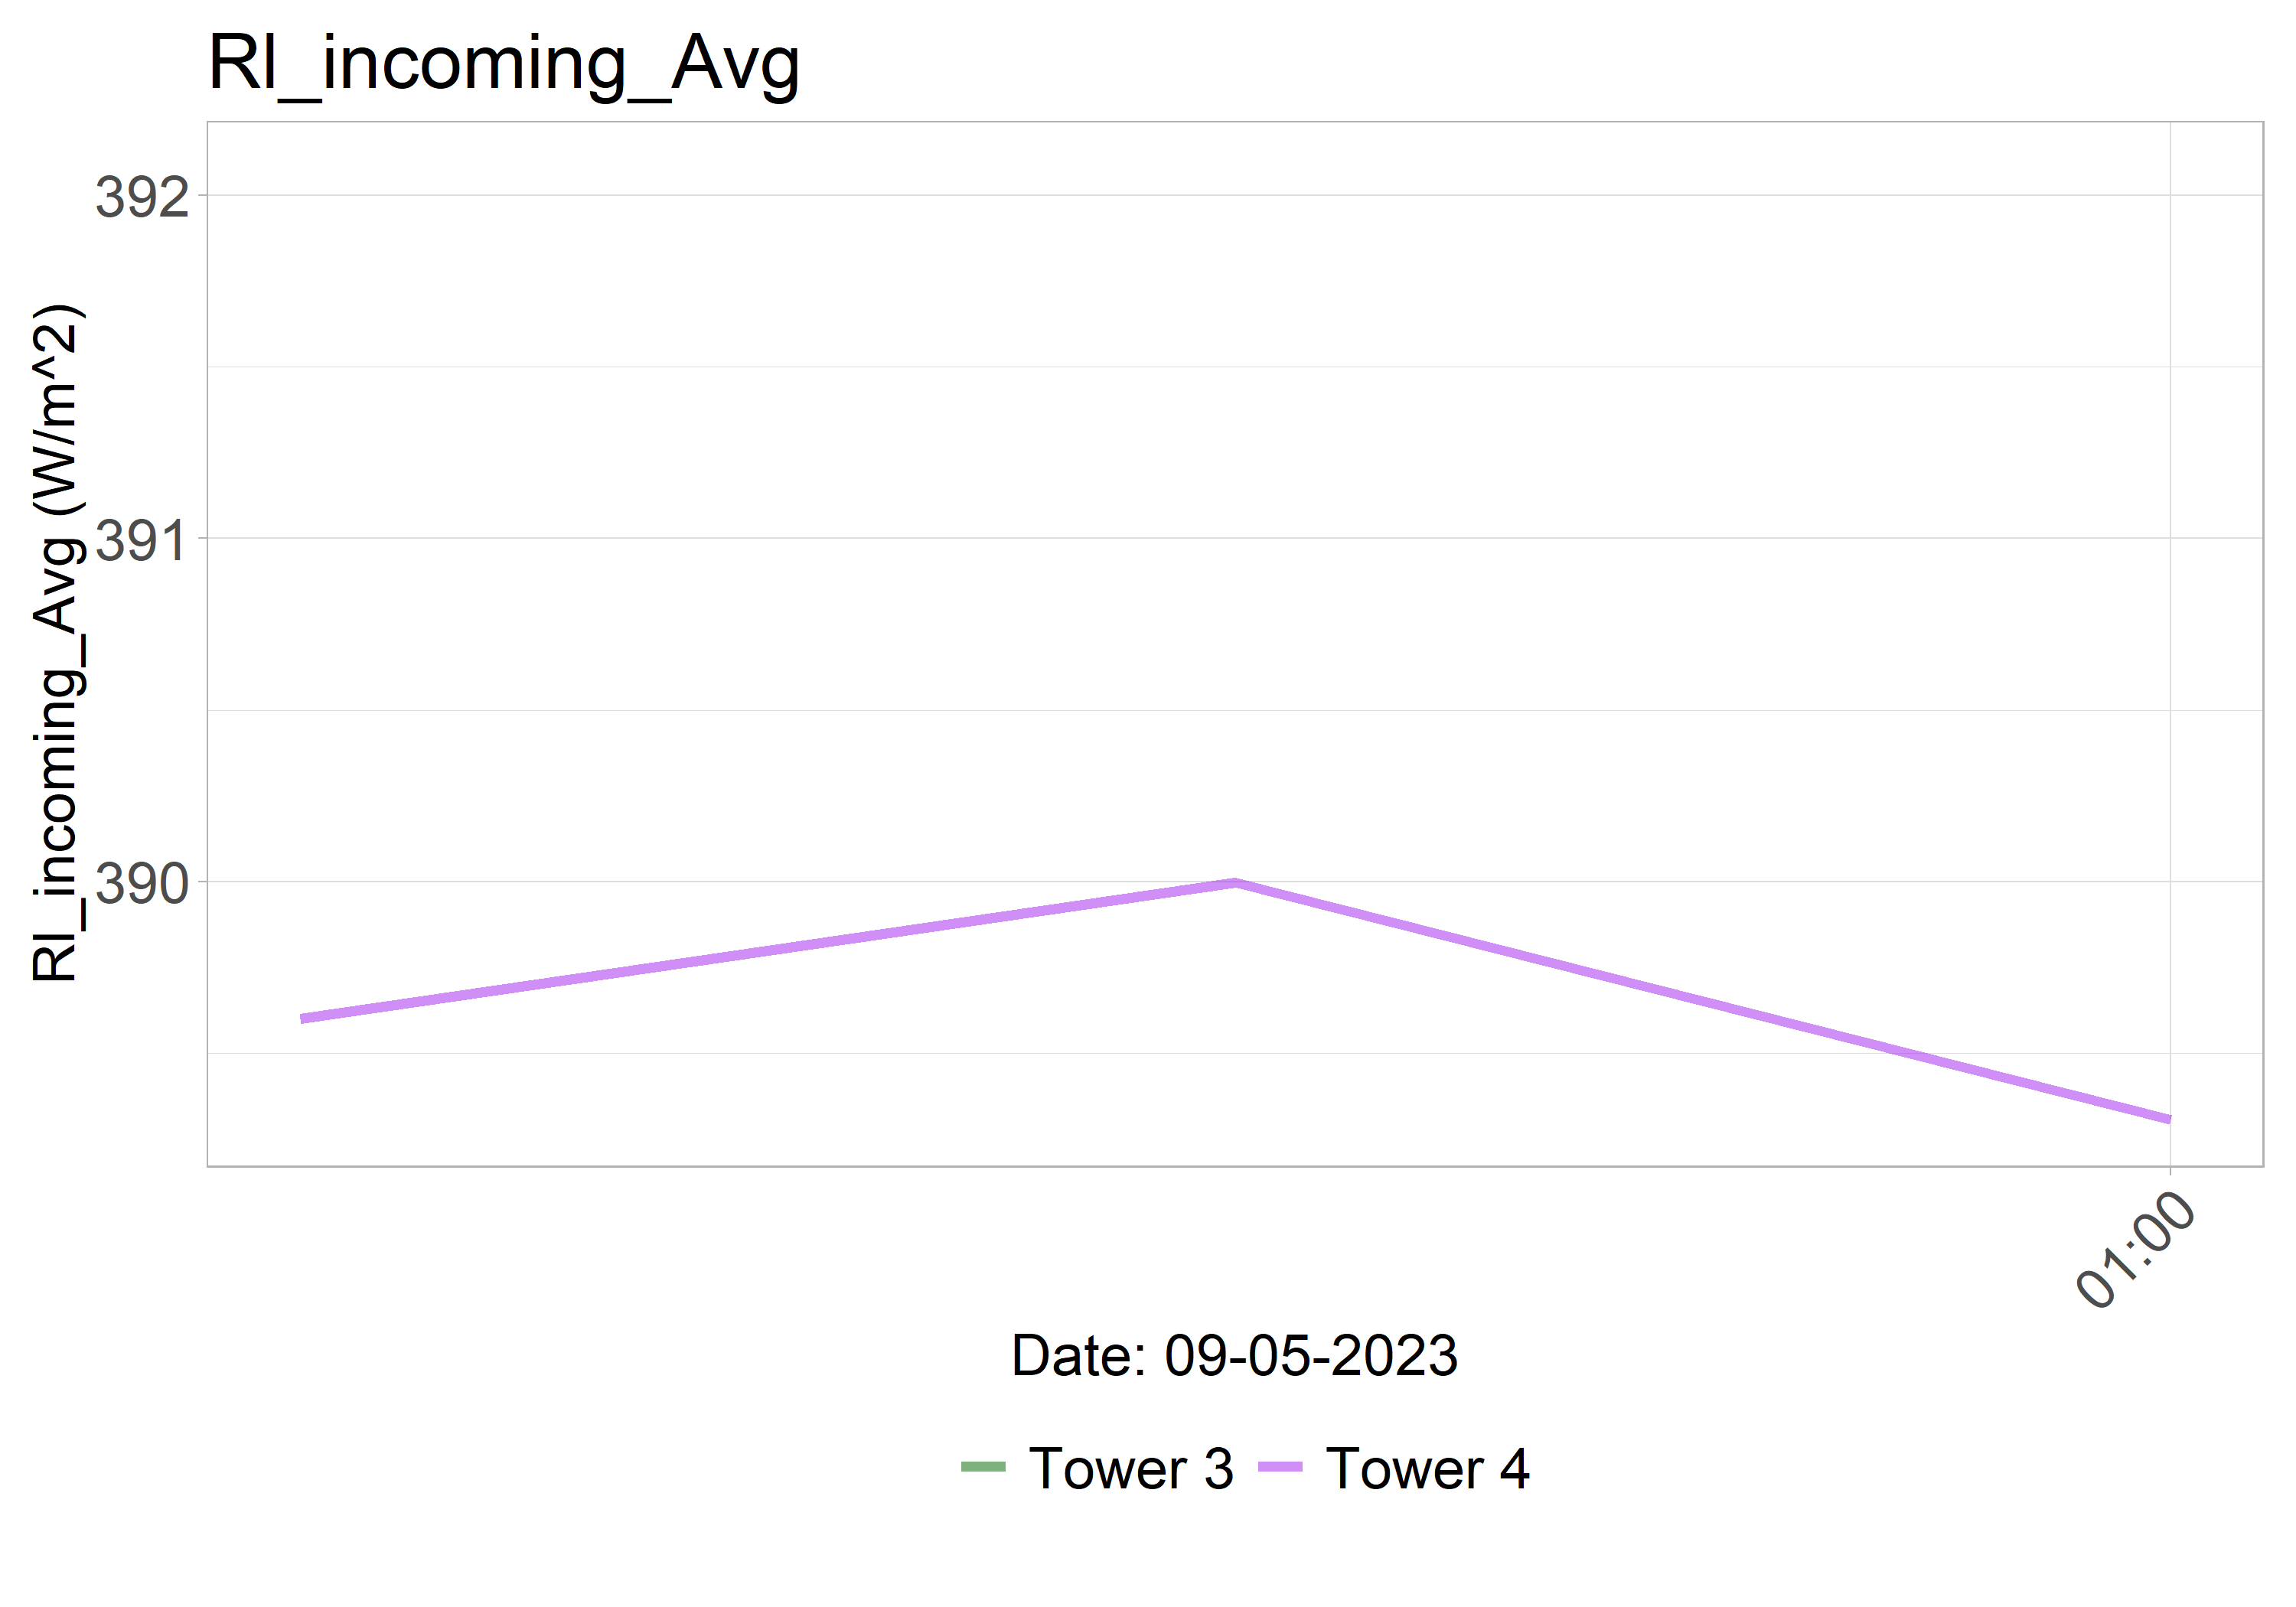 Rl_incoming_Avg
Rl_incoming_Avg (W/m^2)
392
391
390
01:00
Date: 09-05-2023
Tower 3 Tower 4